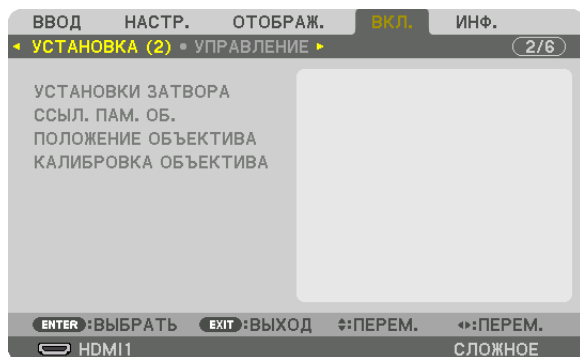 ВВОД НАСТР. ОТОБРАЖ. ВКЛ. ИНФ.
УСТАНОВКА (2) • УПРАВЛЕНИЕ 2/6
УСТАНОВКИ ЗАТВОРА
ССЫЛ. ПАМ. ОБ.
ПОЛОЖЕНИЕ ОБЪЕКТИВА
КАЛИБРОВКА ОБЪЕКТИВА
ENTER :ВЫБРАТЬ EXIT :ВЫХОД :ПЕРЕМ. :ПЕРЕМ.
HDMI1 СЛОЖНОЕ